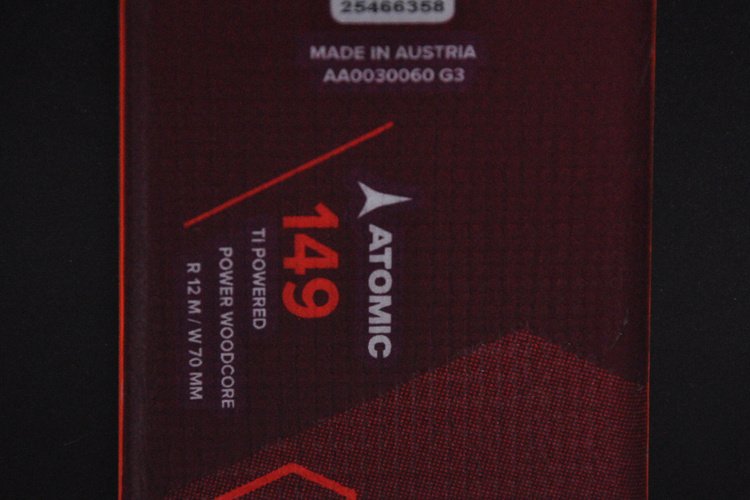 25466358
MADE IN AUSTRIA
AA0030060 G3
ATOMIC
149
TI POWERED
POWER WOODCORE
R 12 M / W 70 MM